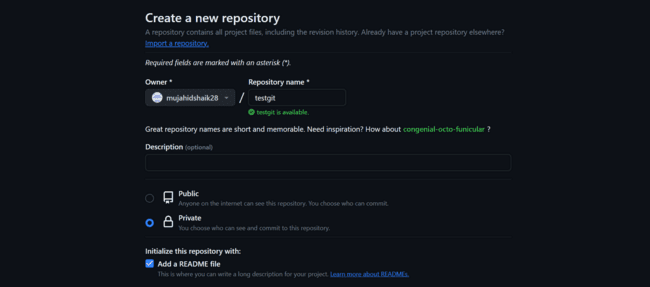 Create a new repository
A repository contains all project files, including the revision history. Already have a project repository elsewhere?
Import a repository.
Required fields are marked with an asterisk (*).
Owner * Repository name *
mujahidshaik28 / testgit
testgit is available.
Great repository names are short and memorable. Need inspiration? How about congenial-octo-funicular ?
Description (optional)
Public
Anyone on the internet can see this repository. You choose who can commit.
Private
You choose who can see and commit to this repository.
Initialize this repository with:
Add a README file
This is where you can write a long description for your project. Learn more about READMEs.